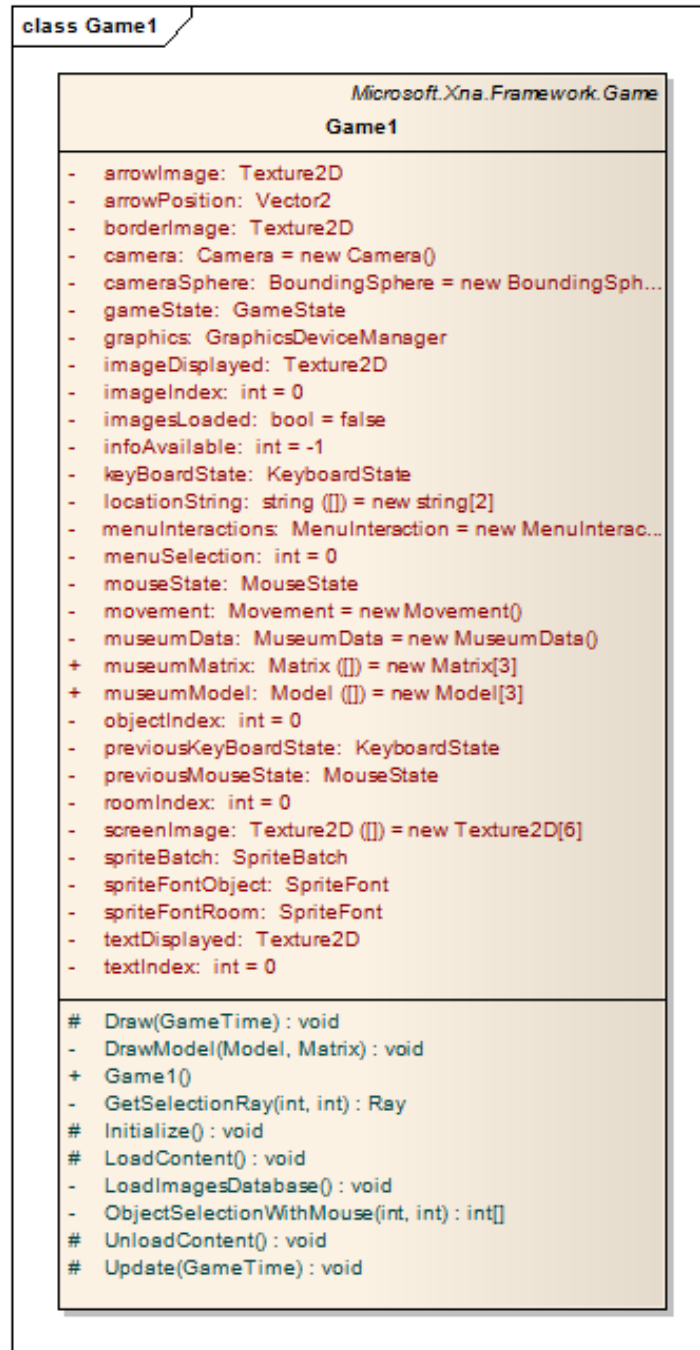 class Game1
Microsoft.Xna.Framework.Game
Game1
- arrowImage: Texture2D
- arrowPosition: Vector2
- borderImage: Texture2D
- camera: Camera = new Camera()
- cameraSphere: BoundingSphere = new BoundingSph...
- gameState: GameState
- graphics: GraphicsDeviceManager
- imageDisplayed: Texture2D
- imageIndex: int = 0
- imagesLoaded: bool = false
- infoAvailable: int = -1
- keyBoardState: KeyboardState
- locationString: string ([]) = new string[2]
- menuInteractions: MenuInteraction = new MenuInterac...
- menuSelection: int = 0
- mouseState: MouseState
- movement: Movement = new Movement()
- museumData: MuseumData = new MuseumData()
+ museumMatrix: Matrix ([]) = new Matrix[3]
+ museumModel: Model ([]) = new Model[3]
- objectIndex: int = 0
- previousKeyBoardState: KeyboardState
- previousMouseState: MouseState
- roomIndex: int = 0
- screenImage: Texture2D ([]) = new Texture2D[6]
- spriteBatch: SpriteBatch
- spriteFontObject: SpriteFont
- spriteFontRoom: SpriteFont
- textDisplayed: Texture2D
- textIndex: int = 0
# Draw(GameTime) : void
- DrawModel(Model, Matrix) : void
+ Game1()
- GetSelectionRay(int, int) : Ray
# Initialize() : void
# LoadContent() : void
- LoadImagesDatabase() : void
- ObjectSelectionWithMouse(int, int) : int[]
# UnloadContent() : void
# Update(GameTime) : void